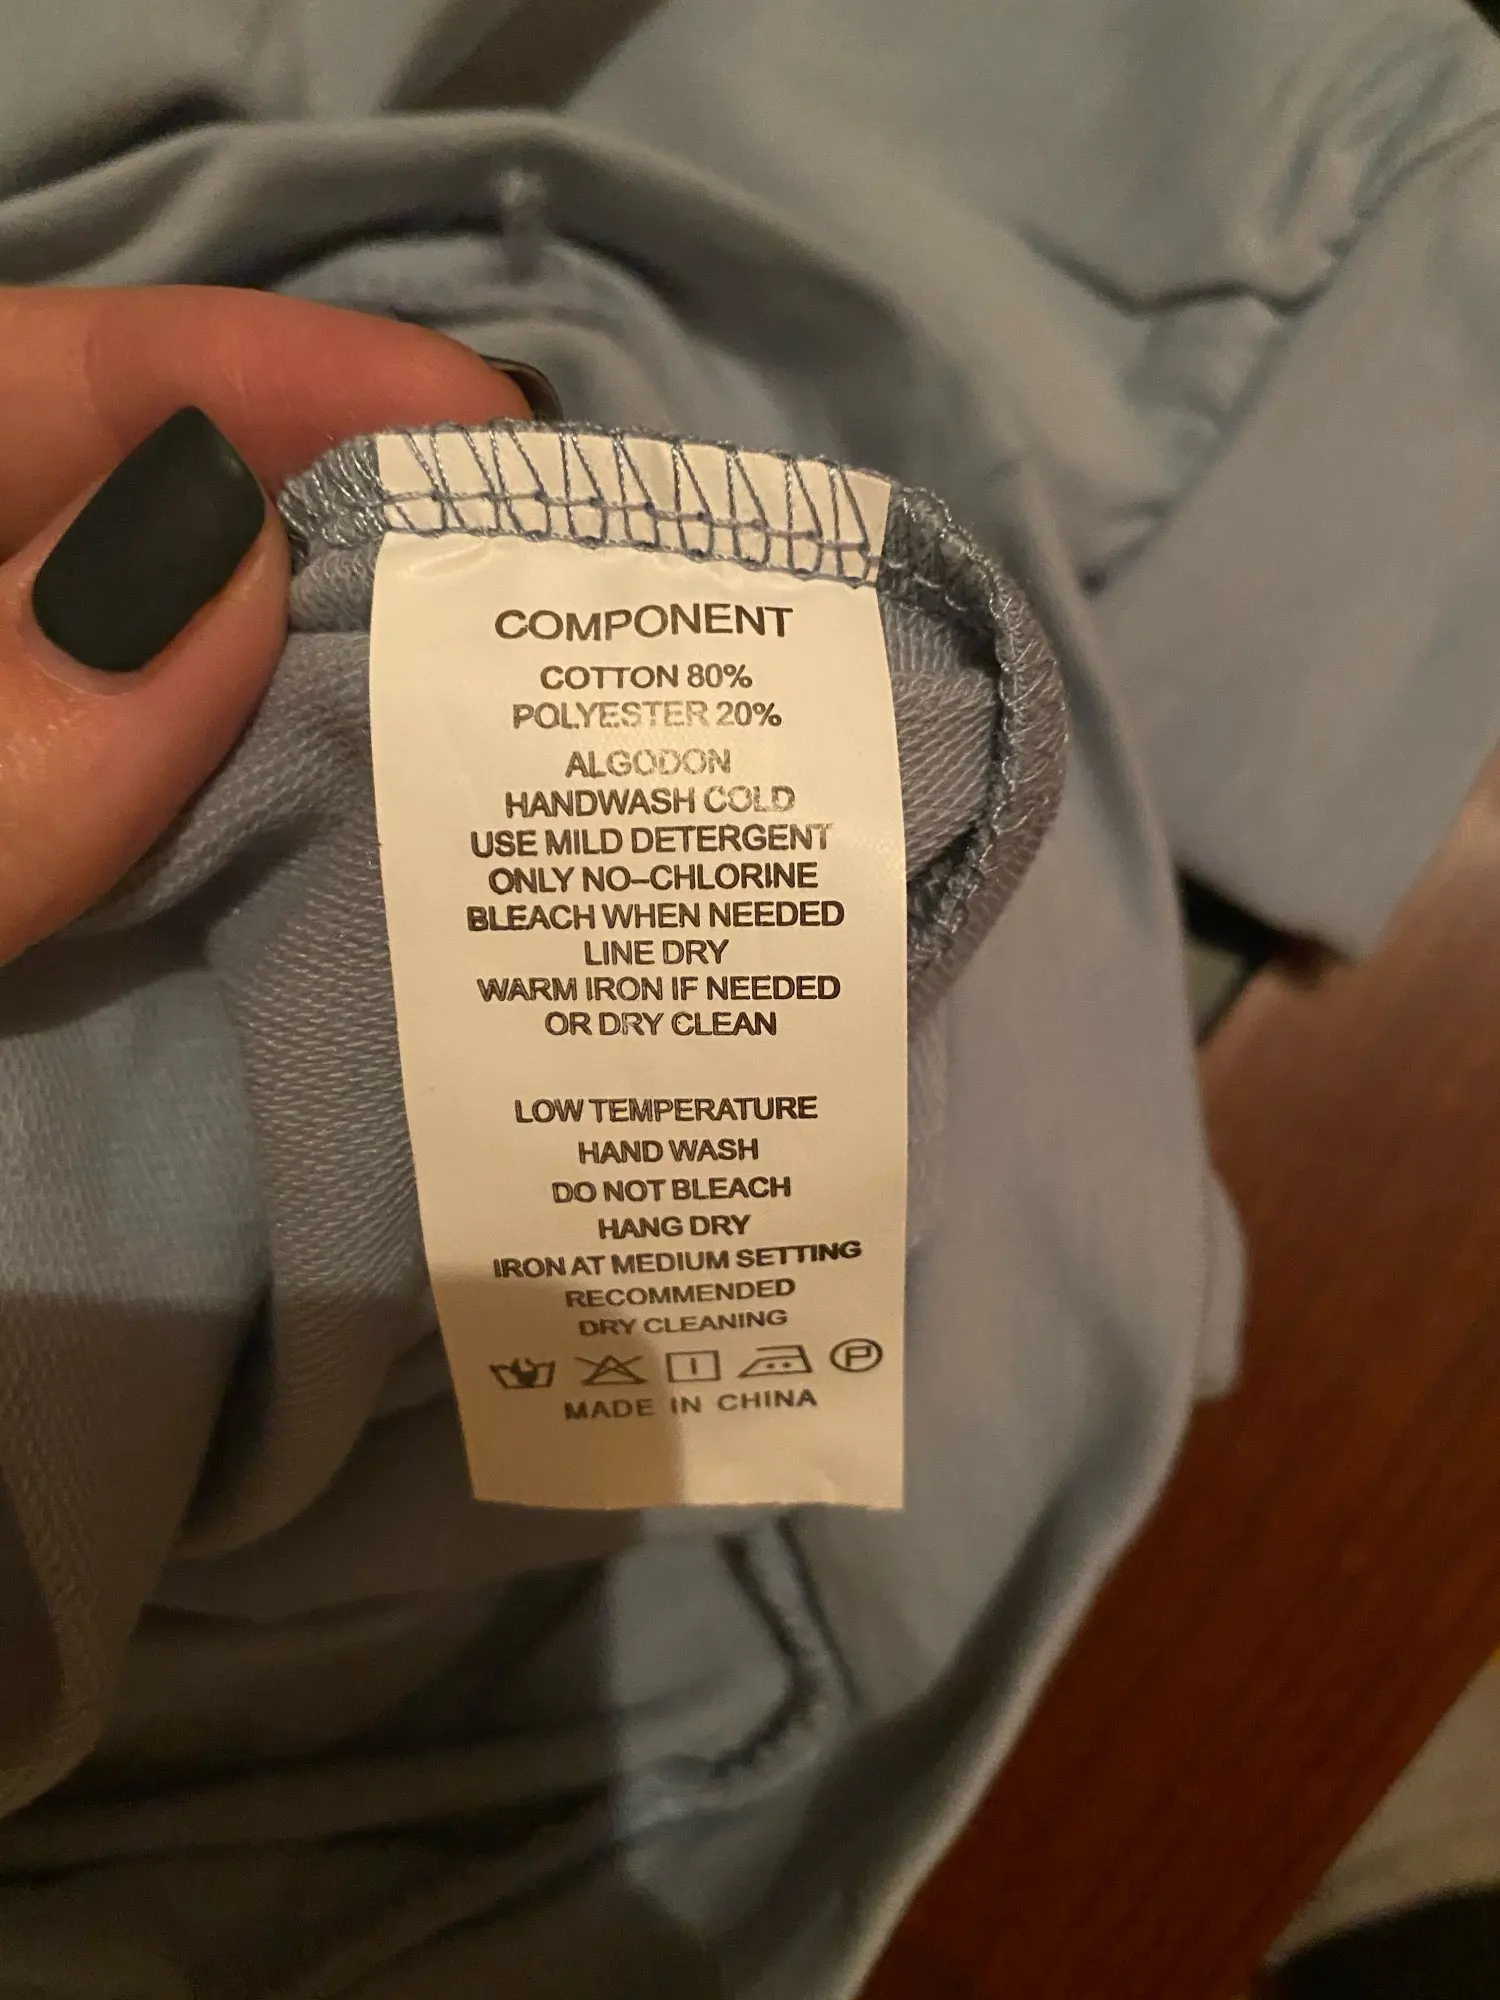 COMPONENT
COTTON 80%
POLYESTER 20%
ALGODON
HANDWASH COLD
USE MILD DETERGENT
ONLY NO-CHLORINE
BLEACH WHEN NEEDED
LINE DRY
WARM IRON IF NEEDED
OR DRY CLEAN
LOW TEMPERATURE
HAND WASH
DO NOT BLEACH
HANG DRY
IRON AT MEDIUM SETTING
RECOMMENDED
DRY CLEANING
P
MADE IN CHINA